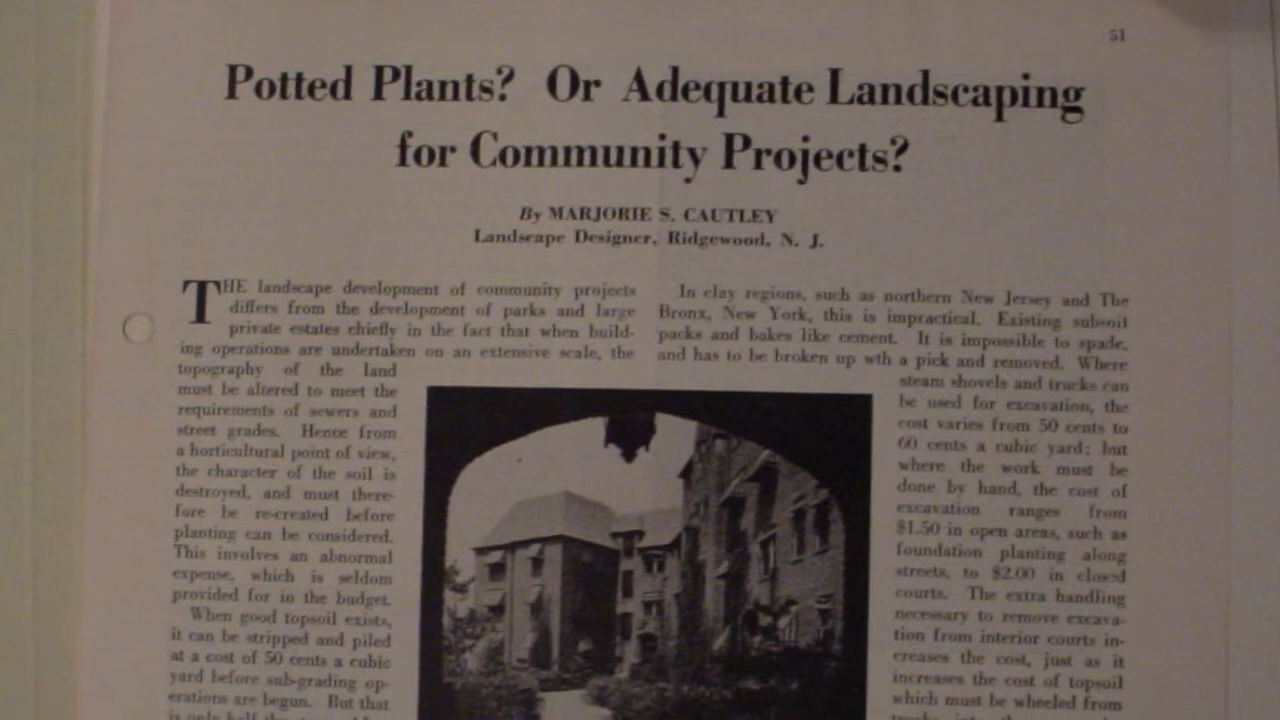 51
Potted Plants? Or Adequate Landscaping
for Community Projects?
By MARJORIE S. CAUTLEY
Landscape Designer, Ridgewood, N. J.
THE landscape development of community projects
differs from the development of parks and large
private estates chiefly in the fact that when build-
ing operations are undertaken on an extensive scale, the
topography of the land
must be altered to meet the
requirements of sewers and
street grades. Hence from
a horticultural point of view,
the character of the soil is
destroyed, and must there-
fore be re-created before
planting can be considered.
This involves an abnormal
expense, which is seldom
provided for in the budget.
When good topsoil exists,
it can be stripped and piled
at a cost of 50 cents a cubic
yard before sub-grading op-
erations are begun. But that
is only half the
In clay regions, such as northern New Jersey and The
Bronx, New York, this is impractical. Existing subsoil
packs and bakes like cement. It is impossible to spade,
and has to be broken up wth a pick and removed. Where
steam shovels and trucks can
be used for excavation, the
cost varies from 50 cents to
60 cents a cubic yard; but
where the work must be
done by hand, the cost of
excavation ranges from
$1.50 in open areas, such as
foundation planting along
streets, to $2.00 in closed
courts. The extra handling
necessary to remove excava-
tion from interior courts in-
creases the cost, just as it
increases the cost of topsoil
which must be wheeled from